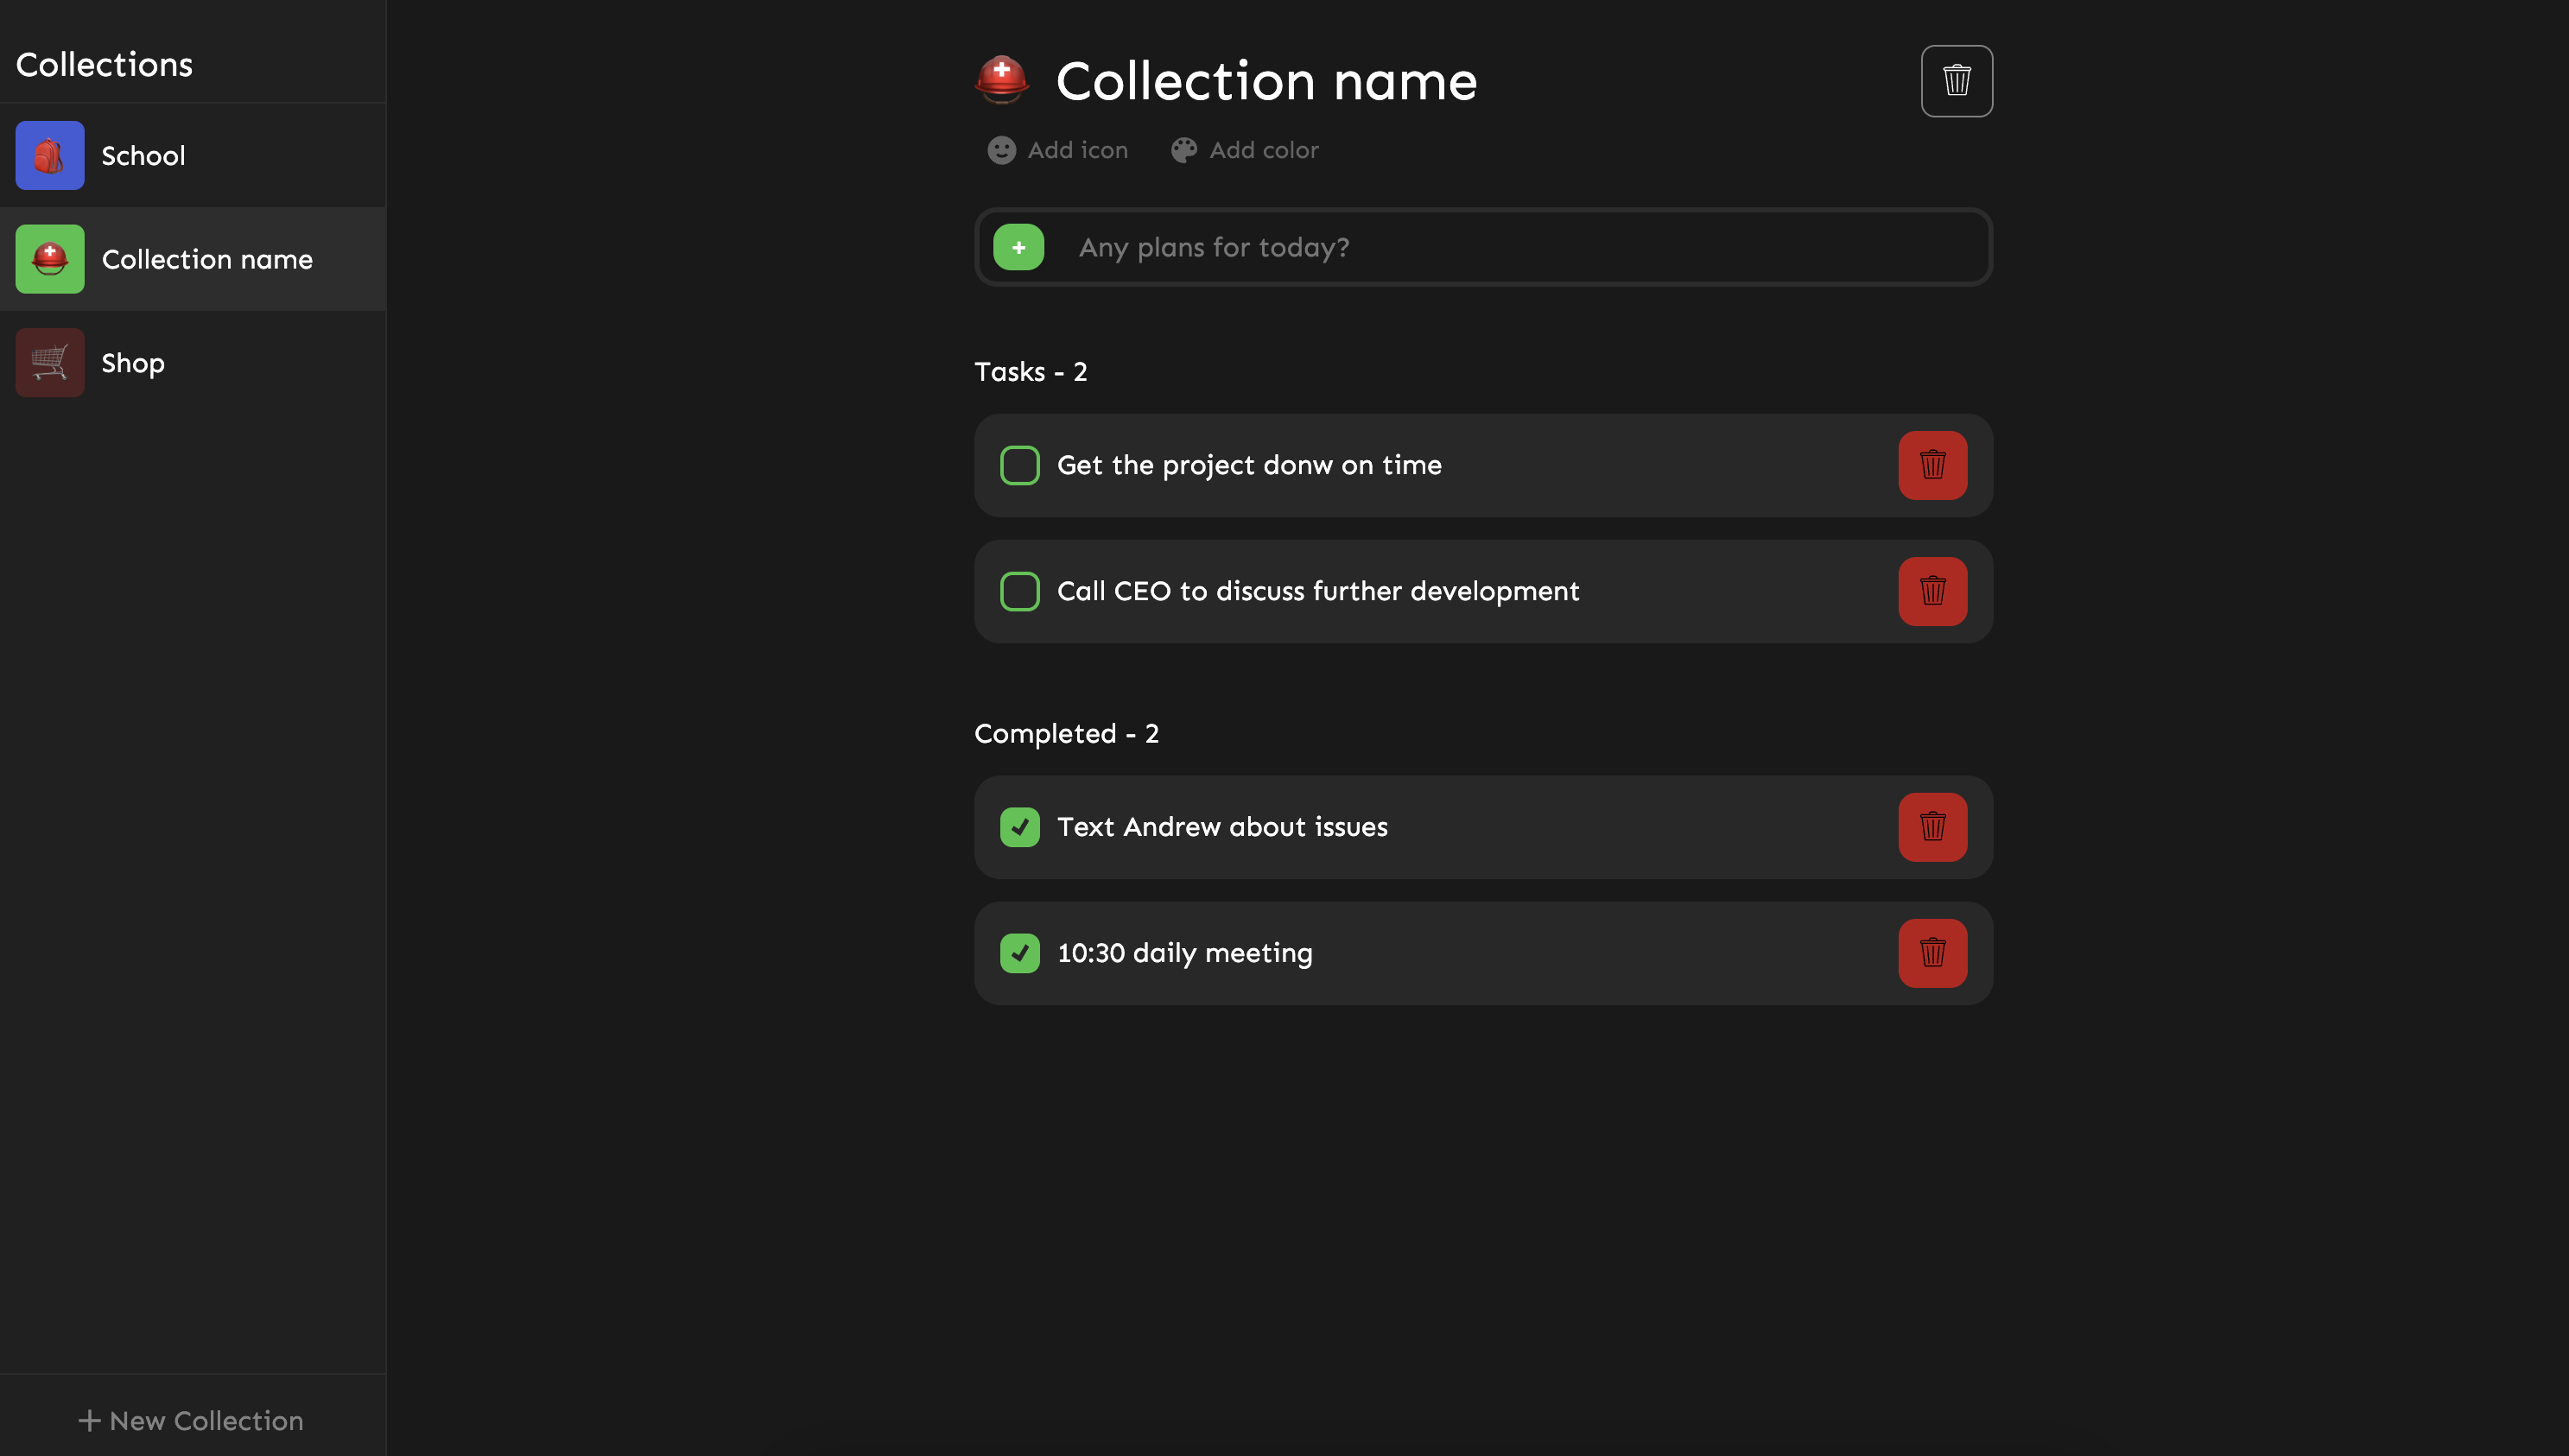 Collections
School
Collection name
Shop
New Collection
Collection name
Add icon
Add color
Any plans for today?
Tasks - 2
Get the project donw on time
Call CEO to discuss further development
Completed - 2
Text Andrew about issues
10:30 daily meeting